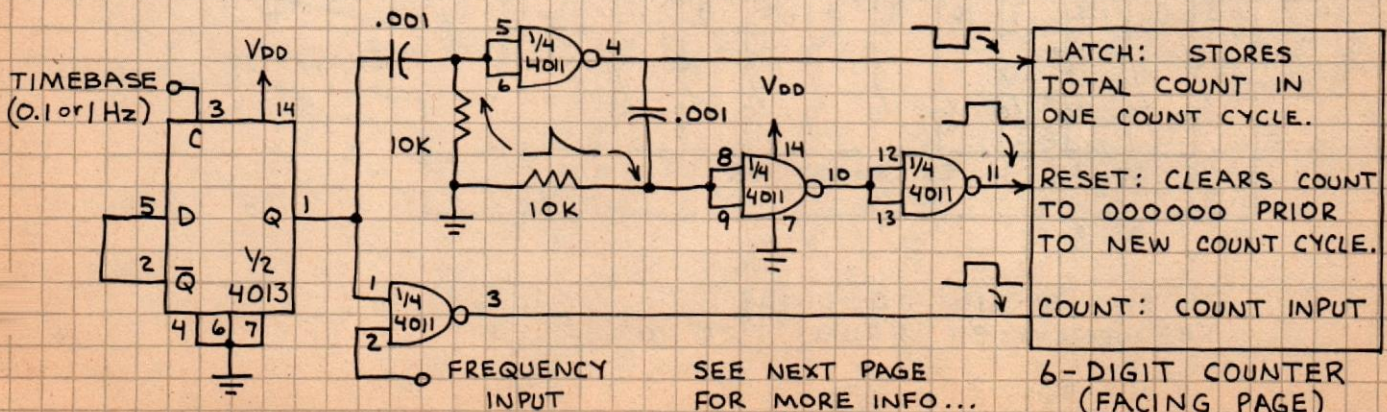 .001
5
1/4
4011
6
4
LATCH: STORES
TOTAL COUNT IN
ONE COUNT CYCLE.
TIMEBASE
(0.1 or 1 Hz)
3
VDD
14
C
10K
.001
VDD
14
8
1/4
4011
9
7
10
12
1/4
4011
13
11
RESET: CLEARS COUNT
TO 000000 PRIOR
TO NEW COUNT CYCLE.
5
D
Q
1
10K
2
Q̅
1/2
4013
4
6
7
1
1/4
4011
2
3
COUNT: COUNT INPUT
FREQUENCY
INPUT
SEE NEXT PAGE
FOR MORE INFO...
6-DIGIT COUNTER
(FACING PAGE)